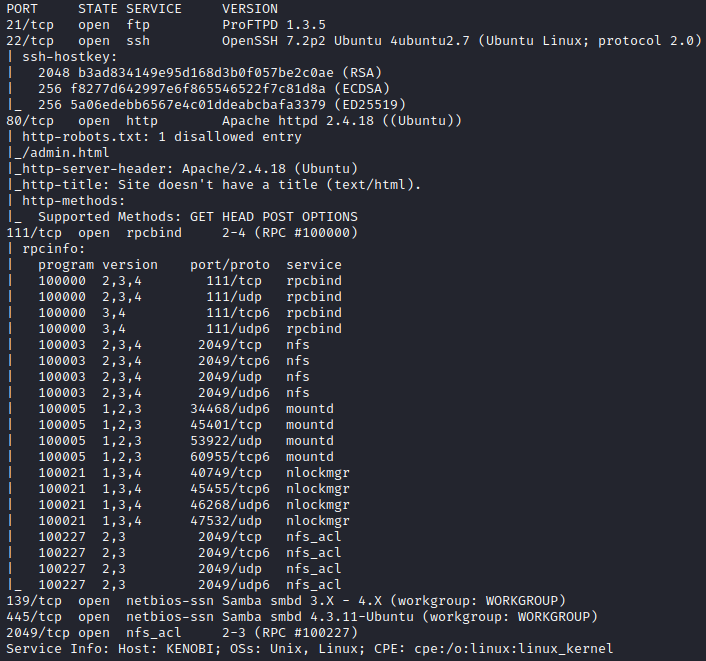 PORT     STATE SERVICE     VERSION
21/tcp   open  ftp         ProFTPD 1.3.5
22/tcp   open  ssh         OpenSSH 7.2p2 Ubuntu 4ubuntu2.7 (Ubuntu Linux; protocol 2.0)
| ssh-hostkey:
|   2048 b3ad834149e95d168d3b0f057be2c0ae (RSA)
|   256 f8277d642997e6f865546522f7c81d8a (ECDSA)
|_  256 5a06edebb6567e4c01ddeabcbafa3379 (ED25519)
80/tcp   open  http        Apache httpd 2.4.18 ((Ubuntu))
| http-robots.txt: 1 disallowed entry
|_/admin.html
|_http-server-header: Apache/2.4.18 (Ubuntu)
|_http-title: Site doesn't have a title (text/html).
| http-methods:
|_  Supported Methods: GET HEAD POST OPTIONS
111/tcp  open  rpcbind     2-4 (RPC #100000)
| rpcinfo:
|   program version    port/proto  service
|   100000  2,3,4        111/tcp   rpcbind
|   100000  2,3,4        111/udp   rpcbind
|   100000  3,4          111/tcp6  rpcbind
|   100000  3,4          111/udp6  rpcbind
|   100003  2,3,4       2049/tcp   nfs
|   100003  2,3,4       2049/tcp6  nfs
|   100003  2,3,4       2049/udp   nfs
|   100003  2,3,4       2049/udp6  nfs
|   100005  1,2,3      34468/udp6  mountd
|   100005  1,2,3      45401/tcp   mountd
|   100005  1,2,3      53922/udp   mountd
|   100005  1,2,3      60955/tcp6  mountd
|   100021  1,3,4      40749/tcp   nlockmgr
|   100021  1,3,4      45455/tcp6  nlockmgr
|   100021  1,3,4      46268/udp6  nlockmgr
|   100021  1,3,4      47532/udp   nlockmgr
|   100227  2,3         2049/tcp   nfs_acl
|   100227  2,3         2049/tcp6  nfs_acl
|   100227  2,3         2049/udp   nfs_acl
|_  100227  2,3         2049/udp6  nfs_acl
139/tcp  open  netbios-ssn Samba smbd 3.X - 4.X (workgroup: WORKGROUP)
445/tcp  open  netbios-ssn Samba smbd 4.3.11-Ubuntu (workgroup: WORKGROUP)
2049/tcp open  nfs_acl     2-3 (RPC #100227)
Service Info: Host: KENOBI; OSs: Unix, Linux; CPE: cpe:/o:linux:linux_kernel